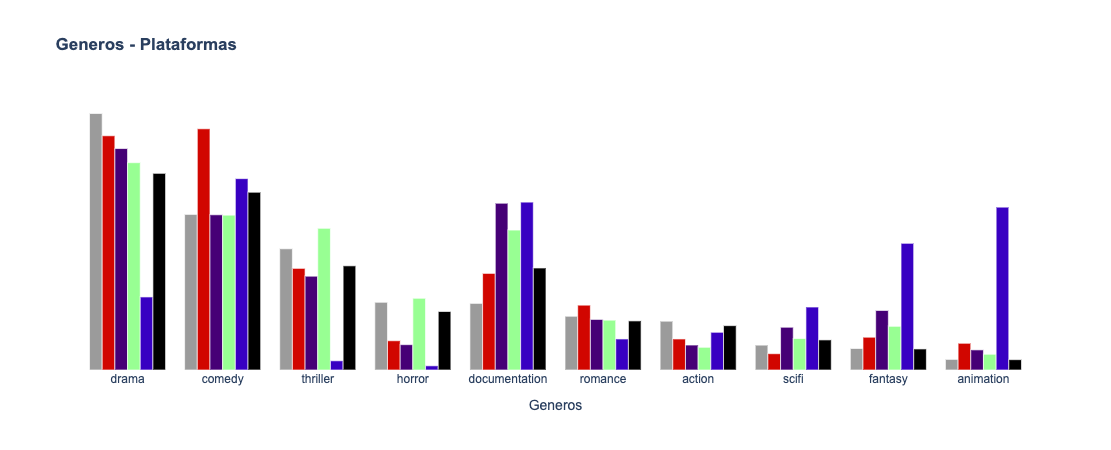 Generos - Plataformas
drama comedy thriller horror documentation romance action scifi fantasy animation
Generos